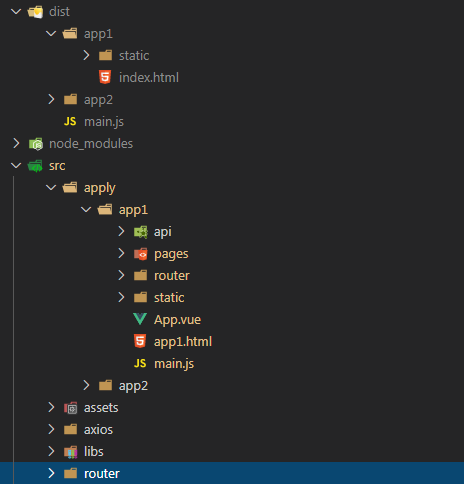 dist
app1
static
index.html
app2
JS main.js
node_modules
src
apply
app1
api
pages
router
static
App.vue
app1.html
JS main.js
app2
assets
axios
libs
router